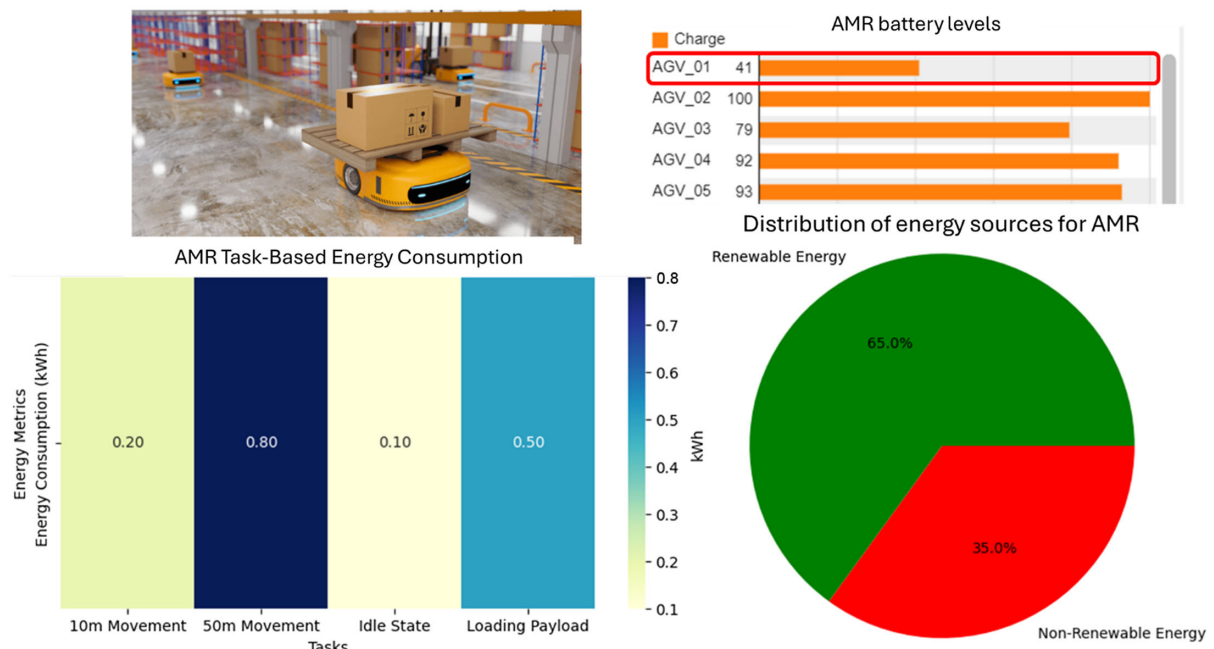 AMR battery levels
Charge
AGV_01 41
AGV_02 100
AGV_03 79
AGV_04 92
AGV_05 93
AMR Task-Based Energy Consumption
Energy Metrics
Energy Consumption (kWh)
0.20 0.80 0.10 0.50
10m Movement 50m Movement Idle State Loading Payload
Tasks
0.8
0.7
0.6
0.5
0.4
0.3
0.2
0.1
kWh
Distribution of energy sources for AMR
Renewable Energy
65.0%
35.0%
Non-Renewable Energy